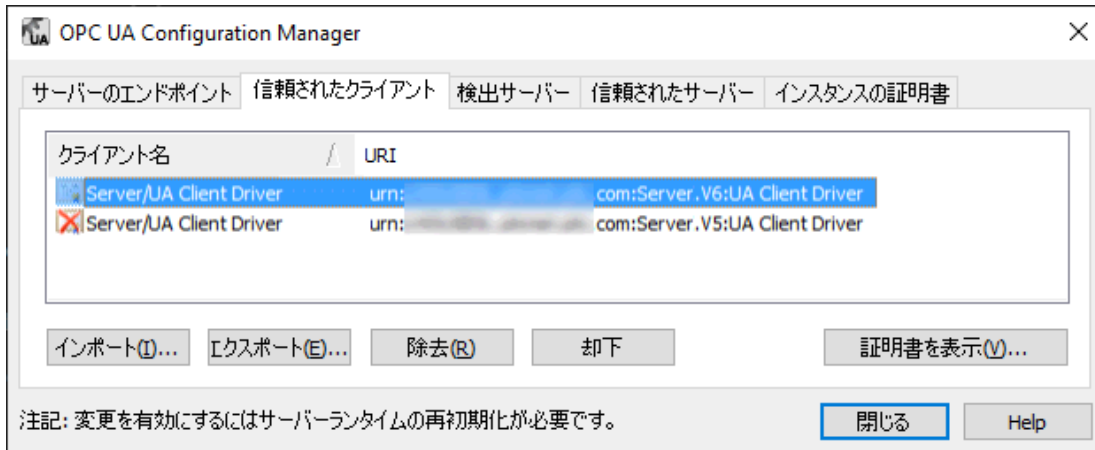 UA OPC UA Configuration Manager
サーバーのエンドポイント 信頼されたクライアント 検出サーバー 信頼されたサーバー インスタンスの証明書
クライアント名 URI
Server/UA Client Driver urn: com:Server.V6:UA Client Driver
Server/UA Client Driver urn: com:Server.V5:UA Client Driver
インポート(I)... エクスポート(E)... 除去(R) 却下 証明書を表示(V)...
注記: 変更を有効にするにはサーバーランタイムの再初期化が必要です。 閉じる Help